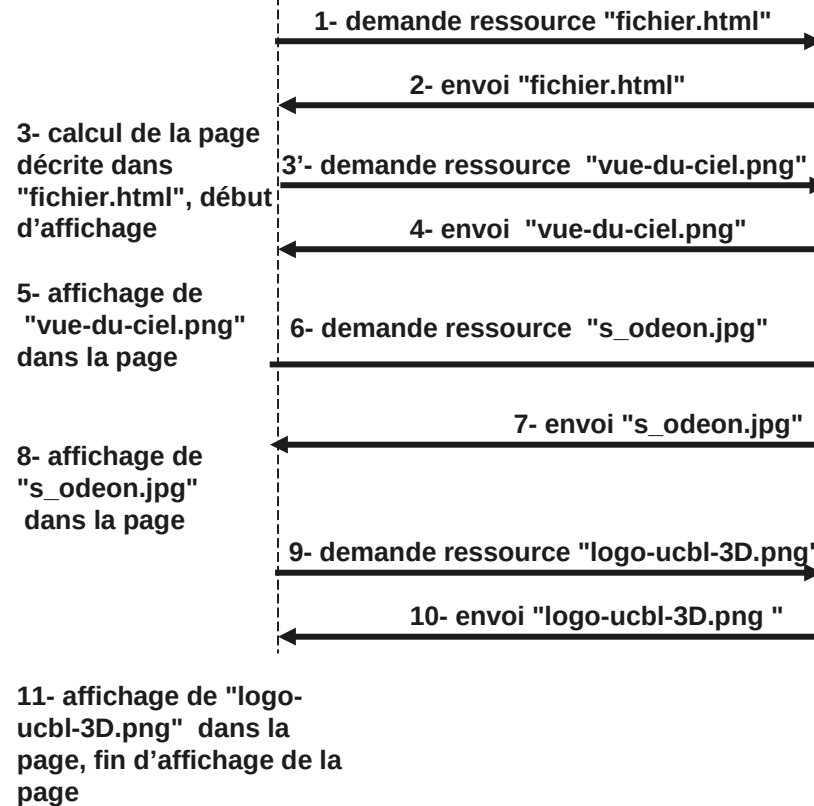 1- demande ressource "fichier.html"
2- envoi "fichier.html"
3- calcul de la page
décrite dans
"fichier.html", début
d’affichage
3’- demande ressource "vue-du-ciel.png"
4- envoi "vue-du-ciel.png"
5- affichage de
"vue-du-ciel.png"
dans la page
6- demande ressource "s_odeon.jpg"
7- envoi "s_odeon.jpg"
8- affichage de
"s_odeon.jpg"
dans la page
9- demande ressource "logo-ucbl-3D.png"
10- envoi "logo-ucbl-3D.png "
11- affichage de "logo-
ucbl-3D.png" dans la
page, fin d’affichage de la
page